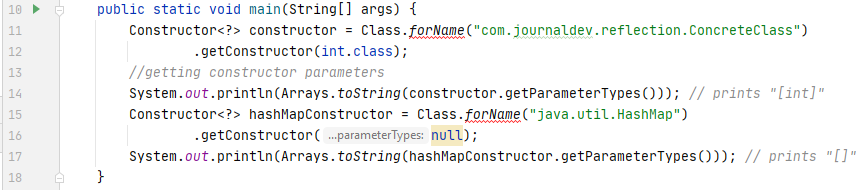 10 public static void main(String[] args) {
11 Constructor<?> constructor = Class.forName("com.journaldev.reflection.ConcreteClass")
12 .getConstructor(int.class);
13 //getting constructor parameters
14 System.out.println(Arrays.toString(constructor.getParameterTypes())); // prints "[int]"
15 Constructor<?> hashMapConstructor = Class.forName("java.util.HashMap")
16 .getConstructor( ...parameterTypes: null);
17 System.out.println(Arrays.toString(hashMapConstructor.getParameterTypes())); // prints "[]"
18 }